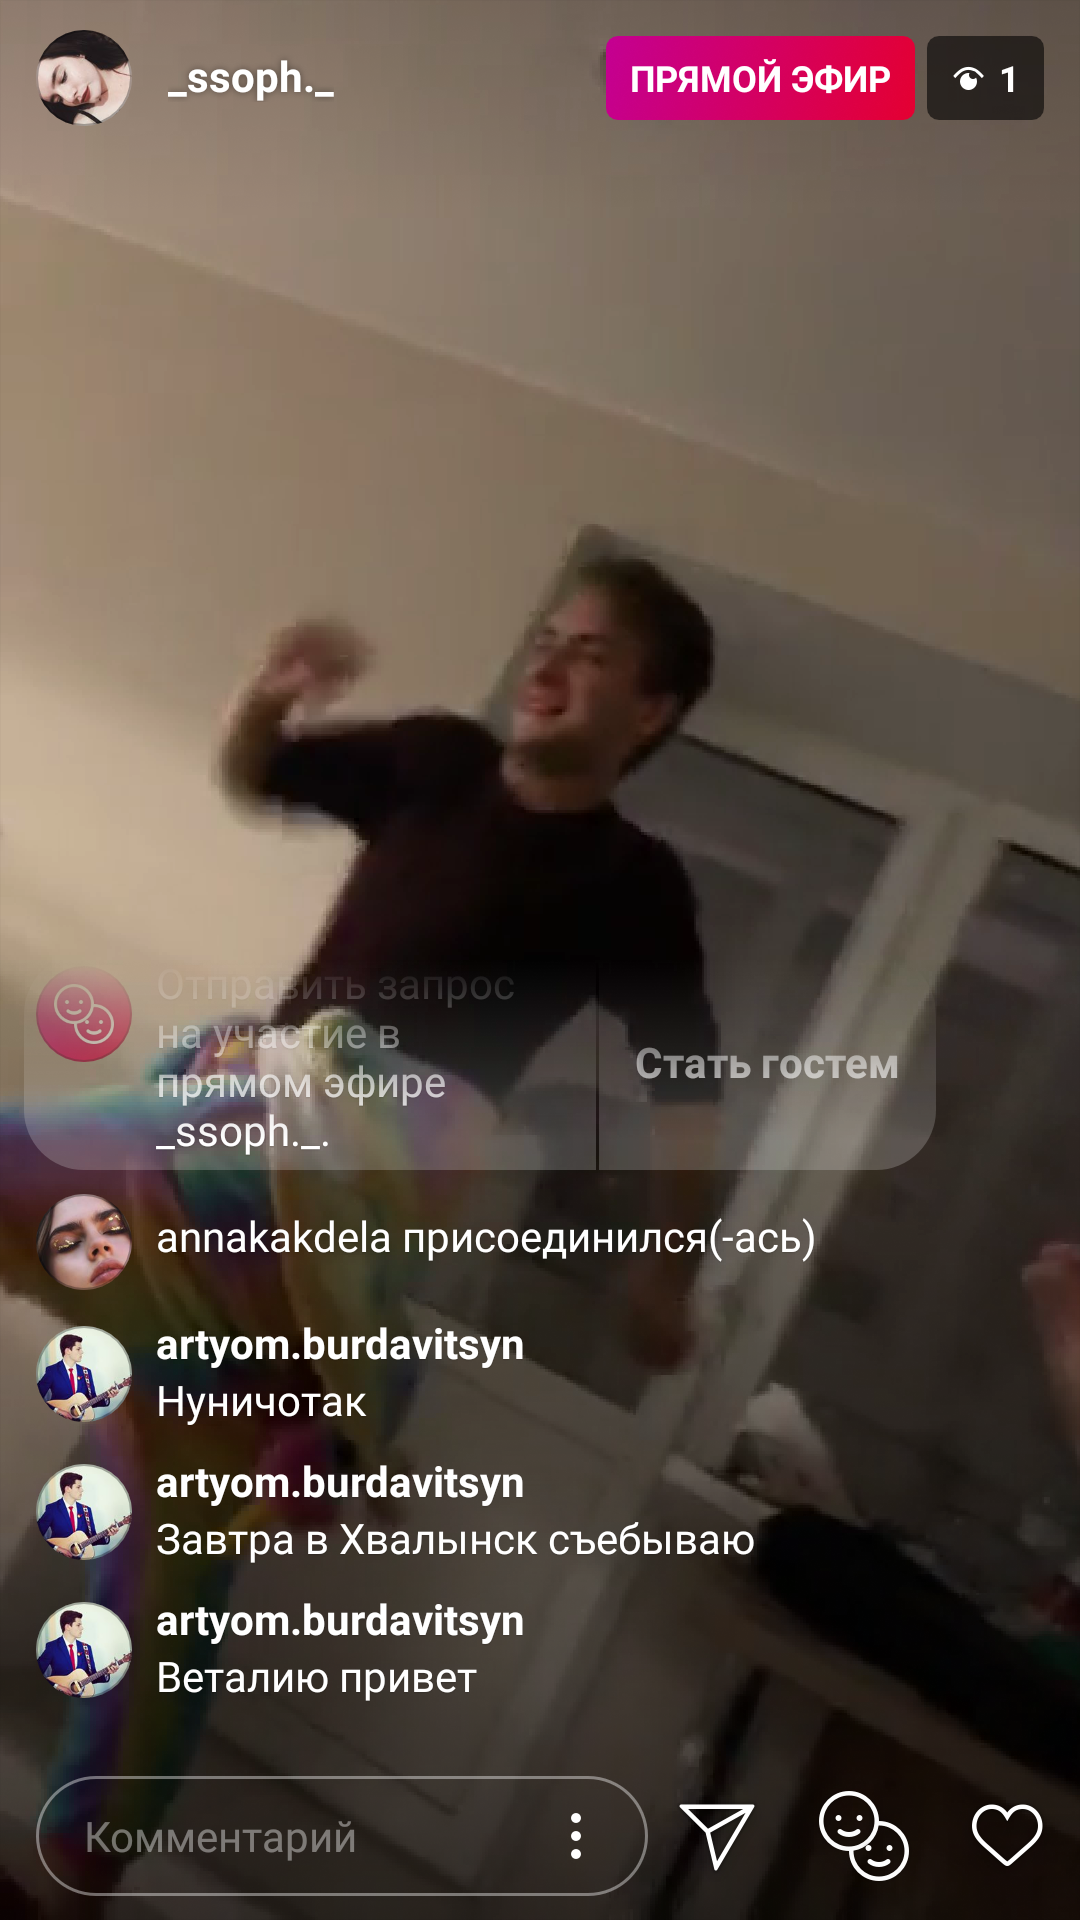 _ssoph._
ПРЯМОЙ ЭФИР
1
Отправить запрос
на участие в
прямом эфире
_ssoph._.
Стать гостем
annakakdela присоединился(-ась)
artyom.burdavitsyn
Нуничотак
artyom.burdavitsyn
Завтра в Хвалынск съебываю
artyom.burdavitsyn
Веталию привет
Комментарий